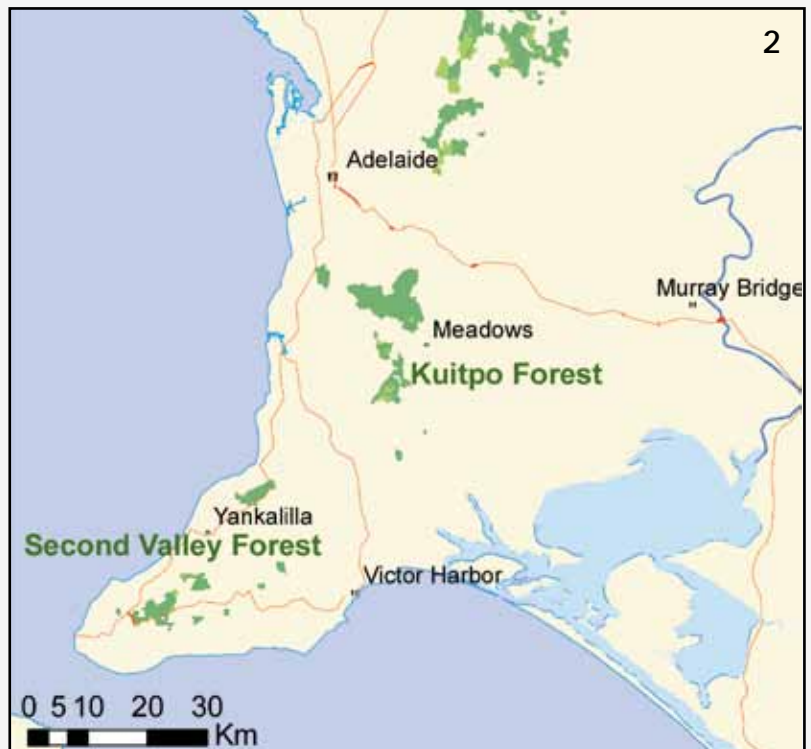 2
Adelaide
Murray Bridge
Meadows
Kuitpo Forest
Yankalilla
Second Valley Forest
Victor Harbor
0 5 10 20 30
Km